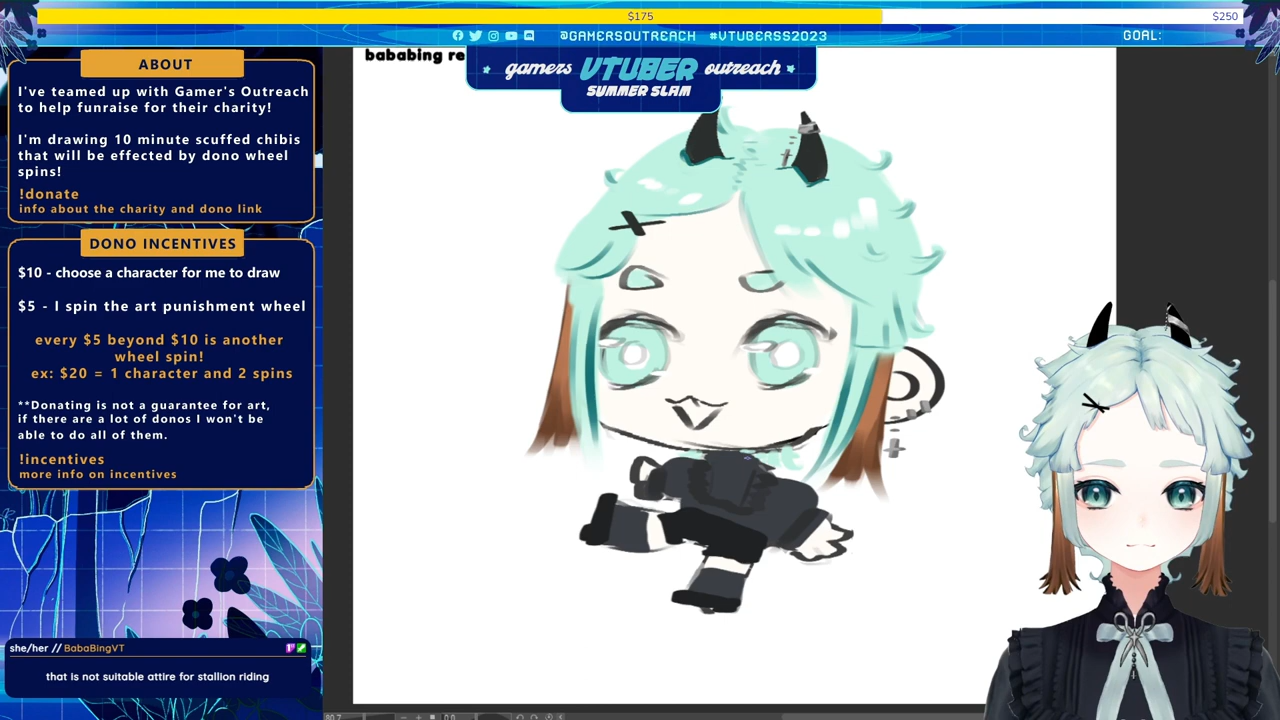 $175
$250
@GAMERSOUTREACH #VTUBERSS2023
GOAL:
bababing re
gamers VTUBER outreach
SUMMER SLAM
ABOUT
I've teamed up with Gamer's Outreach
to help funraise for their charity!
I'm drawing 10 minute scuffed chibis
that will be effected by dono wheel
spins!
!donate
info about the charity and dono link
DONO INCENTIVES
$10 - choose a character for me to draw
$5 - I spin the art punishment wheel
every $5 beyond $10 is another
wheel spin!
ex: $20 = 1 character and 2 spins
**Donating is not a guarantee for art,
if there are a lot of donos I won't be
able to do all of them.
!incentives
more info on incentives
she/her // BabaBingVT
that is not suitable attire for stallion riding
80.7
0.0